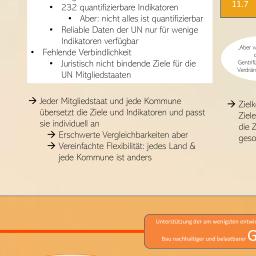 • 232 quantifizierbare Indikatoren
• Aber: nicht alles ist quantifizierbar
• Reliable Daten der UN nur für wenige
Indikatoren verfügbar
• Fehlende Verbindlichkeit
• Juristisch nicht bindende Ziele für die
UN Mitgliedstaaten
→ Jeder Mitgliedstaat und jede Kommune
übersetzt die Ziele und Indikatoren und passt
sie individuell an
→ Erschwerte Vergleichbarkeiten aber
→ Vereinfachte Flexibilität: jedes Land &
jede Kommune ist anders
11.7
„Aber w
Gentrifi
Verdrän
→ Zielk
Ziele
die Z
geso
Unterstützung der am wenigsten entwic
Bau nachhaltiger und belastbarer G